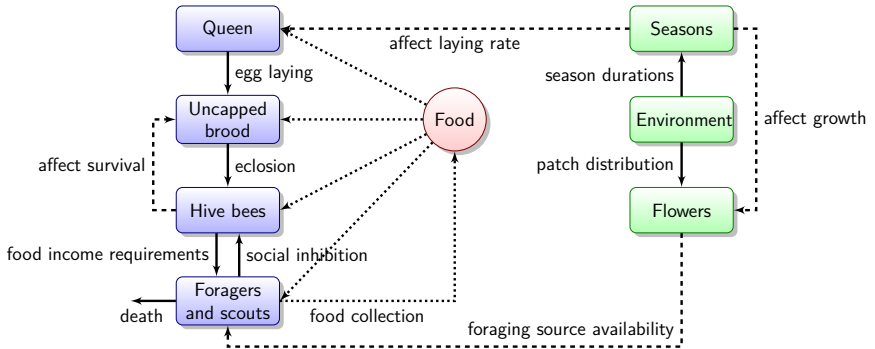 Queen
affect laying rate
Seasons
egg laying
season durations
Uncapped
brood
Food
Environment
affect growth
affect survival
eclosion
patch distribution
Hive bees
Flowers
food income requirements
social inhibition
Foragers
and scouts
death
food collection
foraging source availability